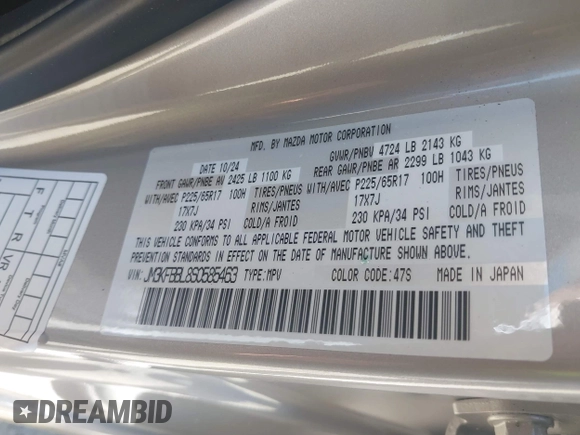 MFD. BY MAZDA MOTOR CORPORATION
DATE 10/24 GVWR/PNBV 4724 LB 2143 KG
FRONT GAWR/PNBE AV 2425 LB 1100 KG REAR GAWR/PNBE AR 2299 LB 1043 KG
WITH/AVEC P225/65R17 100H TIRES/PNEUS WITH/AVEC P225/65R17 100H TIRES/PNEUS
17X7J RIMS/JANTES 17X7J RIMS/JANTES
230 KPA/34 PSI COLD/A FROID 230 KPA/34 PSI COLD/A FROID
THIS VEHICLE CONFORMS TO ALL APPLICABLE FEDERAL MOTOR VEHICLE SAFETY AND THEFT
PREVENTION STANDARDS IN EFFECT ON THE DATE OF MANUFACTURE SHOWN ABOVE.
VIN: JM3KFBBL8S0585463 TYPE:MPV COLOR CODE:47S MADE IN JAPAN
F T R VR
DREAMBID